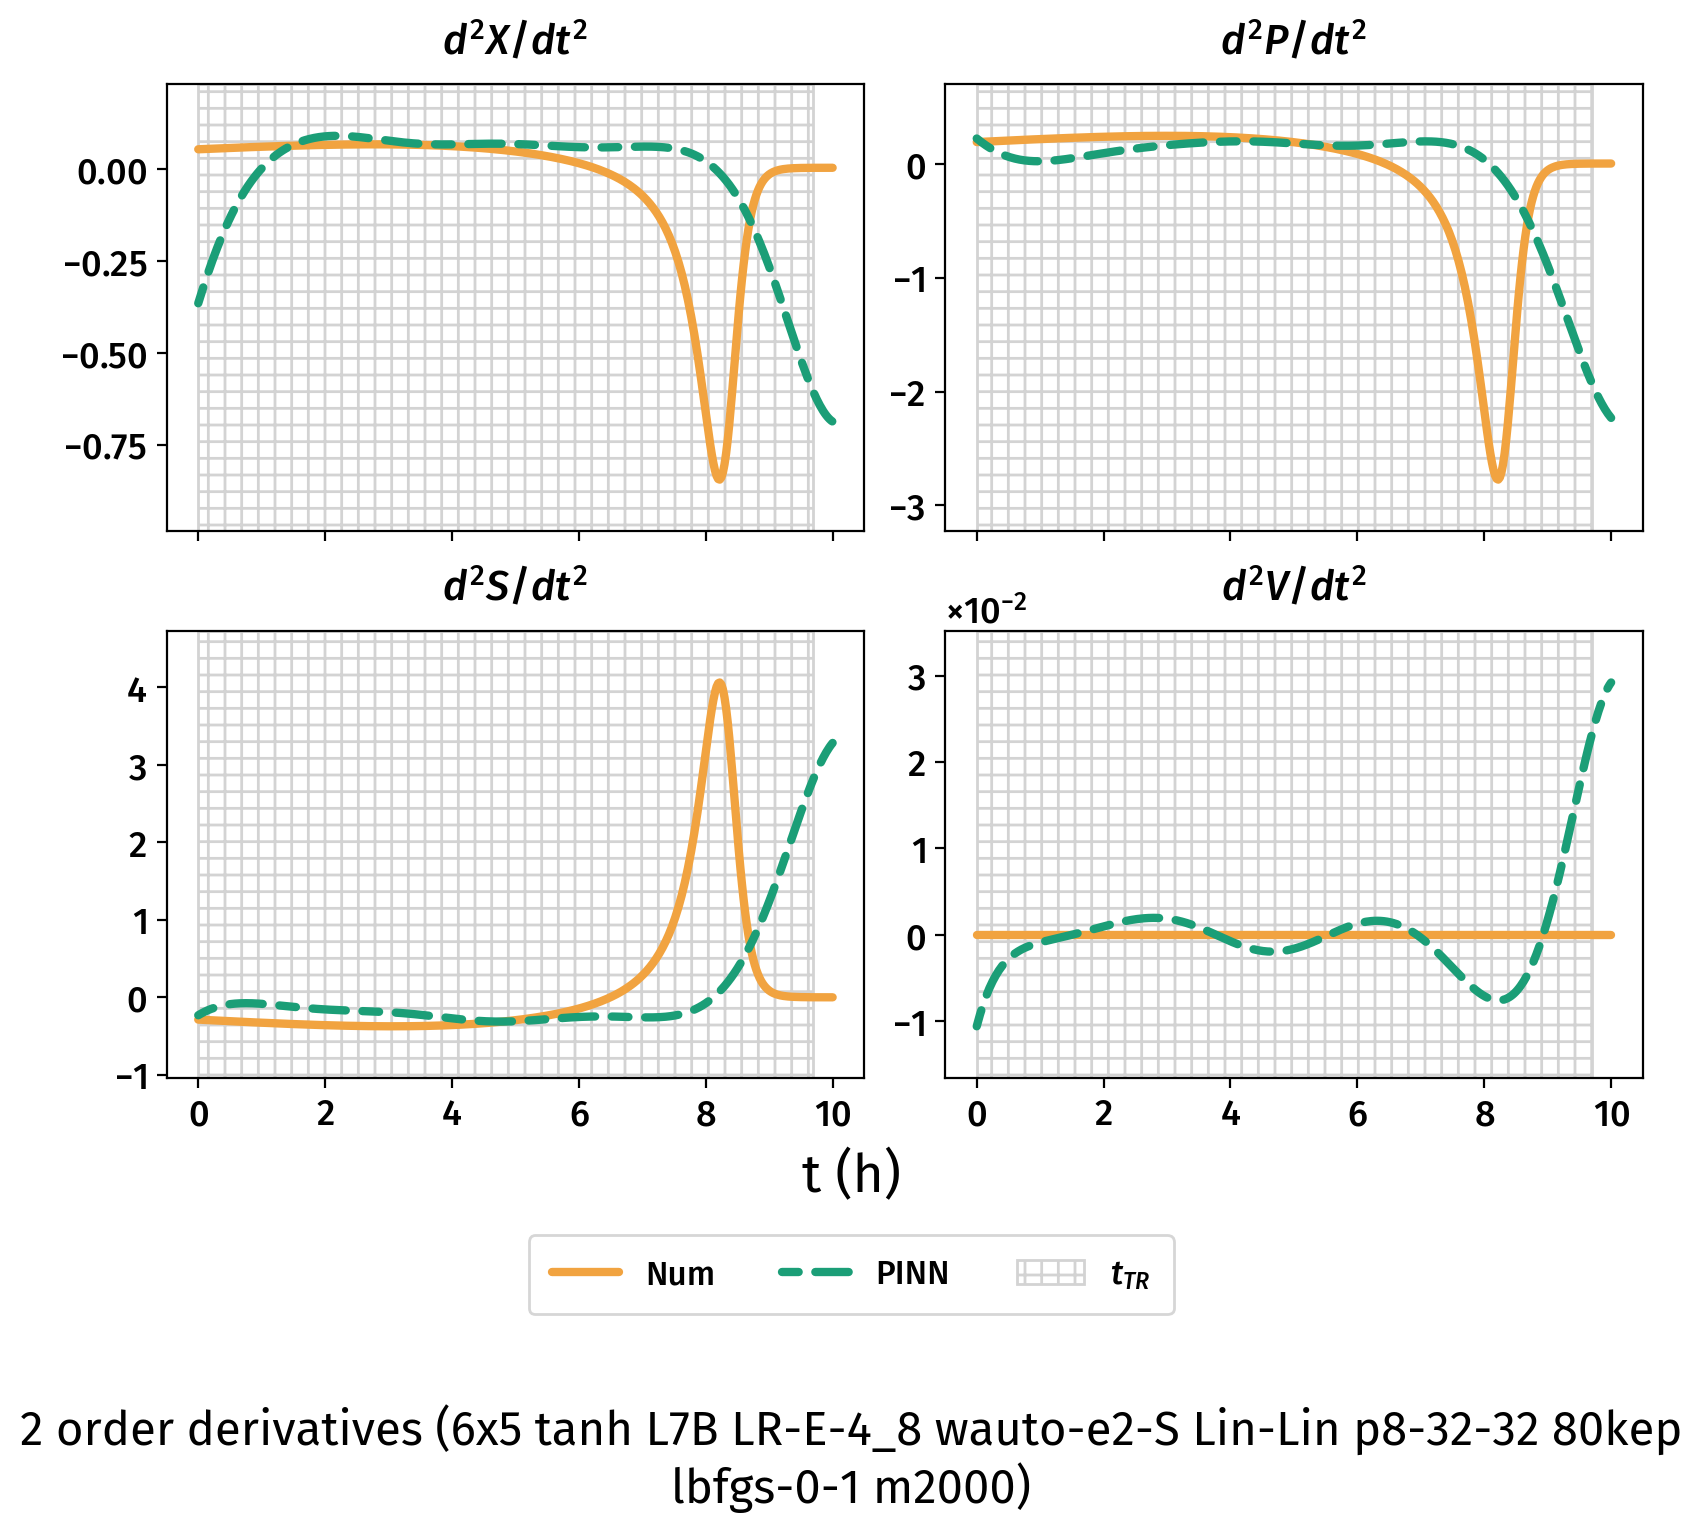 d²X/dt²
d²P/dt²
0.00
−0.25
−0.50
−0.75
0
−1
−2
−3
d²S/dt²
d²V/dt²
×10⁻²
4
3
2
1
0
−1
3
2
1
0
−1
0 2 4 6 8 10
0 2 4 6 8 10
t (h)
Num PINN t_TR
2 order derivatives (6x5 tanh L7B LR-E-4_8 wauto-e2-S Lin-Lin p8-32-32 80kep
lbfgs-0-1 m2000)